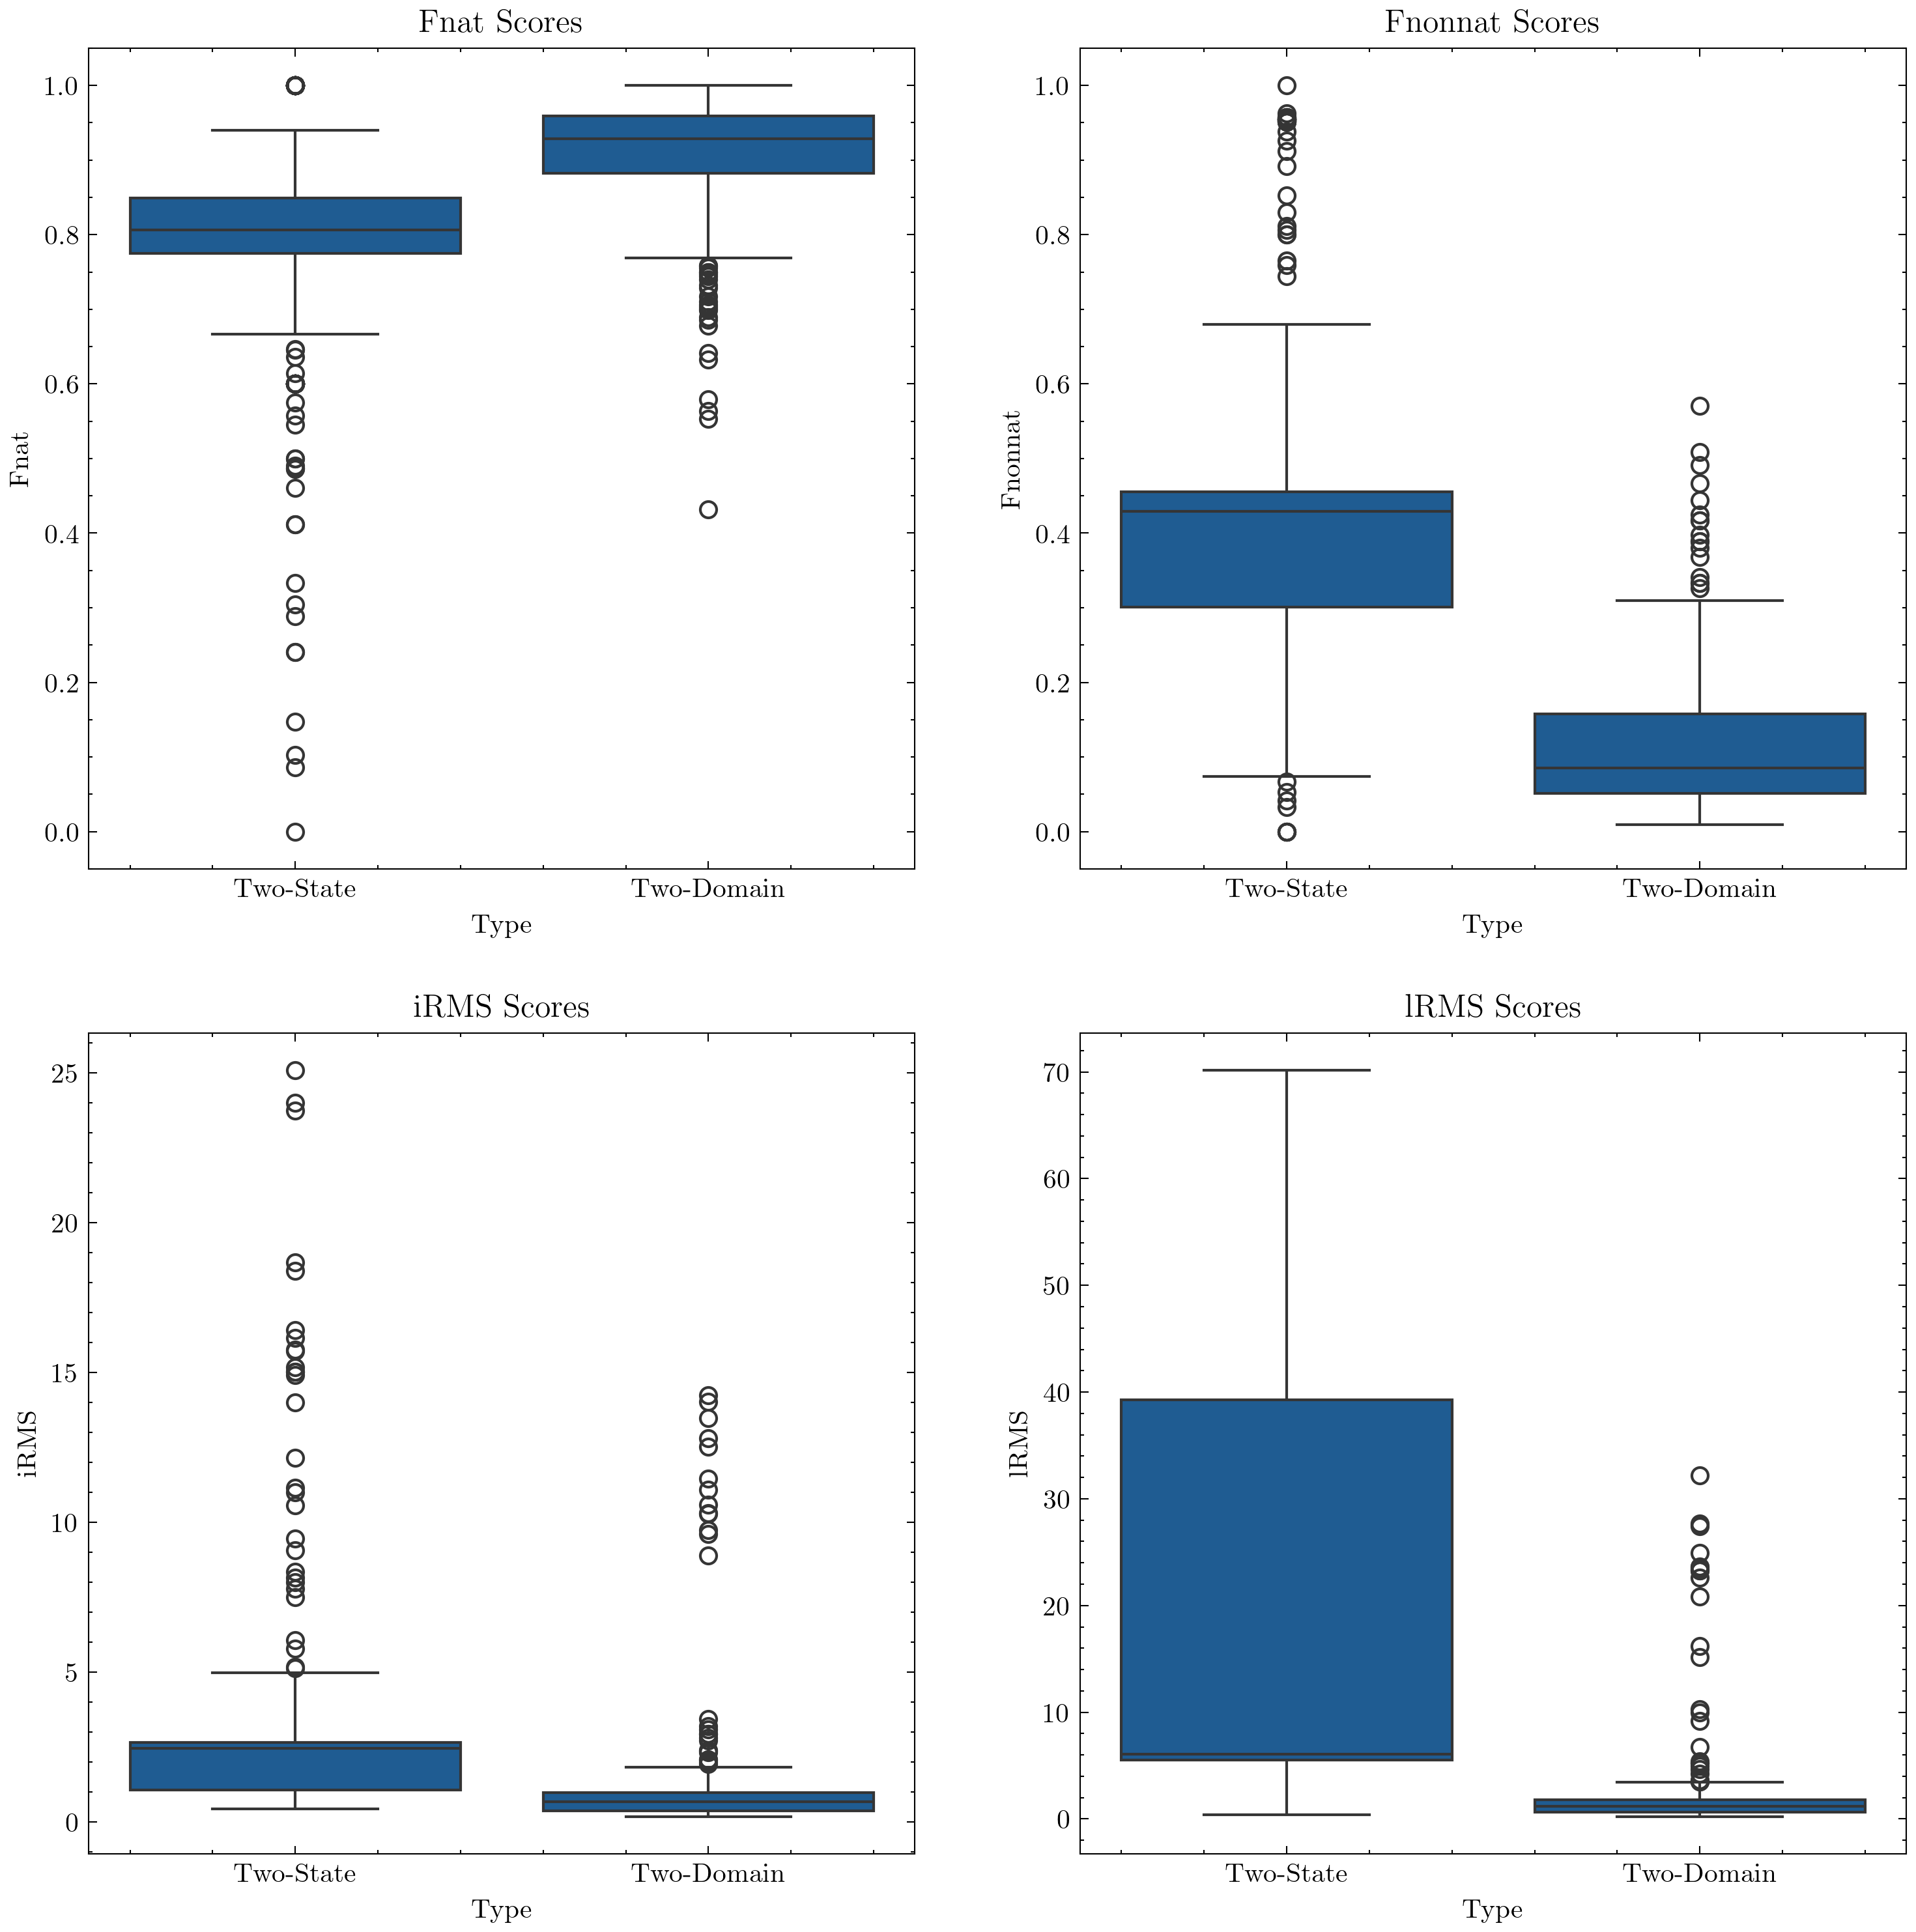 Fnat Scores
1.0
0.8
0.6
0.4
0.2
0.0
Fnat
Two-State
Two-Domain
Type
Fnonnat Scores
1.0
0.8
0.6
0.4
0.2
0.0
Fnonnat
Two-State
Two-Domain
Type
iRMS Scores
25
20
15
10
5
0
iRMS
Two-State
Two-Domain
Type
lRMS Scores
70
60
50
40
30
20
10
0
lRMS
Two-State
Two-Domain
Type